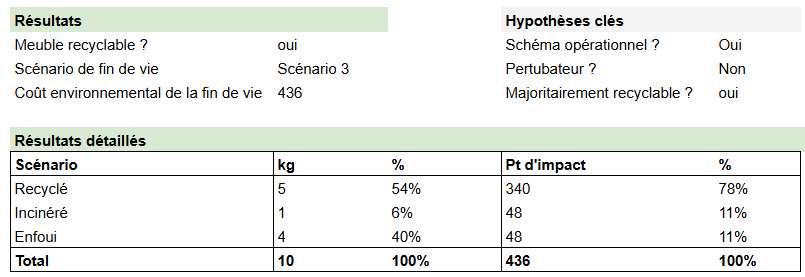 Résultats Hypothèses clés
Meuble recyclable ? oui Schéma opérationnel ? Oui
Scénario de fin de vie Scénario 3 Pertubateur ? Non
Coût environnemental de la fin de vie 436 Majoritairement recyclable ? oui
Résultats détaillés
Scénario kg % Pt d'impact %
Recyclé 5 54% 340 78%
Incinéré 1 6% 48 11%
Enfoui 4 40% 48 11%
Total 10 100% 436 100%